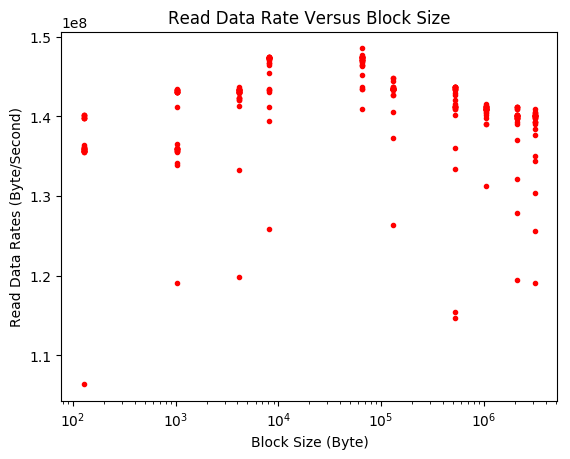 Read Data Rate Versus Block Size
1e8
1.5
1.4
1.3
1.2
1.1
Read Data Rates (Byte/Second)
10²
10³
10⁴
10⁵
10⁶
Block Size (Byte)